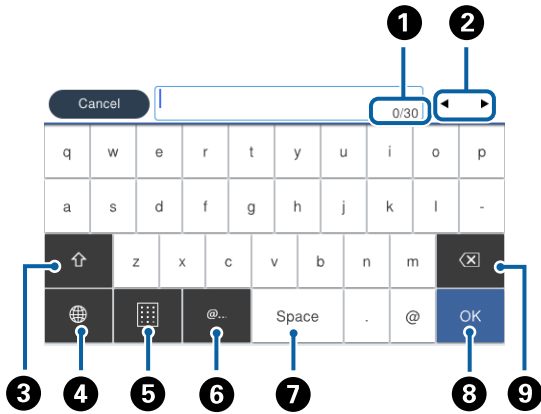 1 2
Cancel 0/30
q w e r t y u i o p
a s d f g h j k l -
z x c v b n m
@... Space . @ OK
3 4 5 6 7 8 9